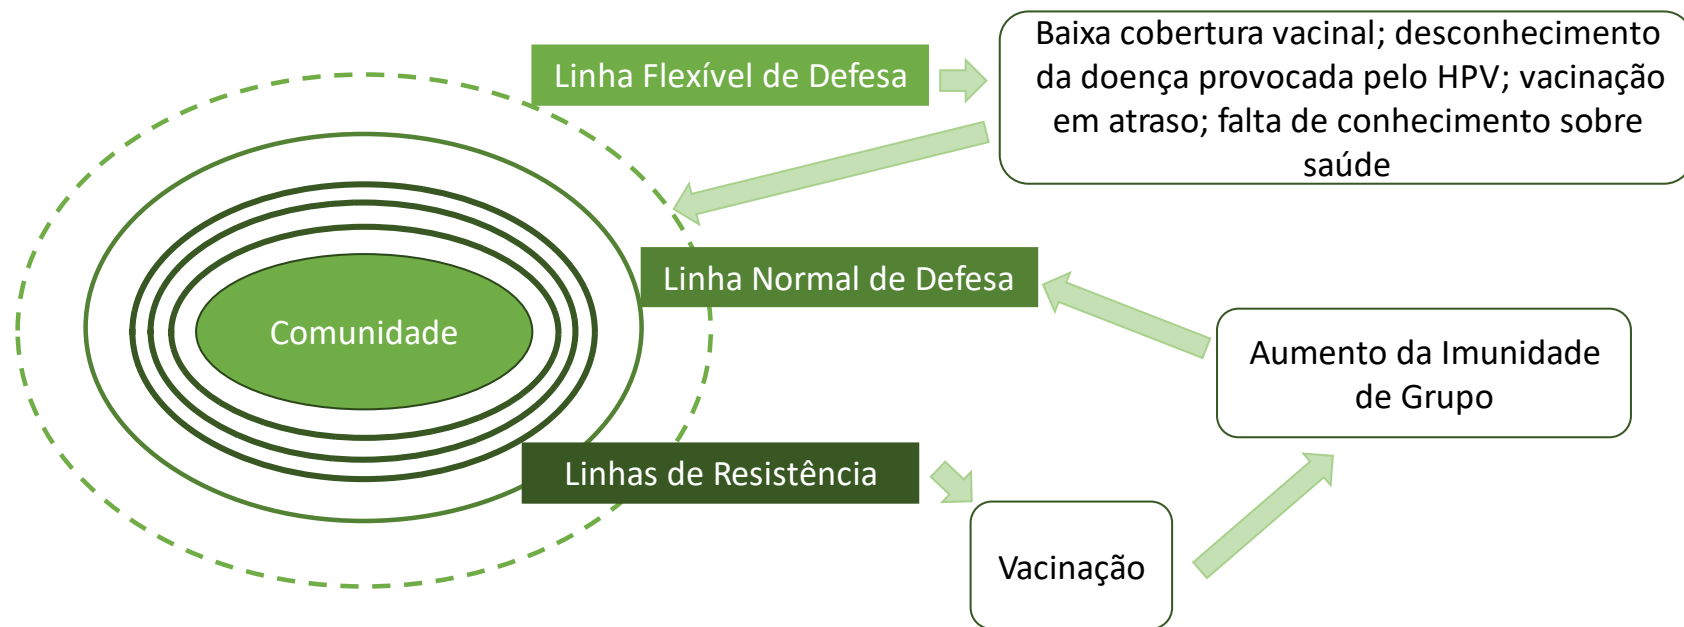 Linha Flexível de Defesa
Baixa cobertura vacinal; desconhecimento
da doença provocada pelo HPV; vacinação
em atraso; falta de conhecimento sobre
saúde
Linha Normal de Defesa
Comunidade
Aumento da Imunidade
de Grupo
Linhas de Resistência
Vacinação